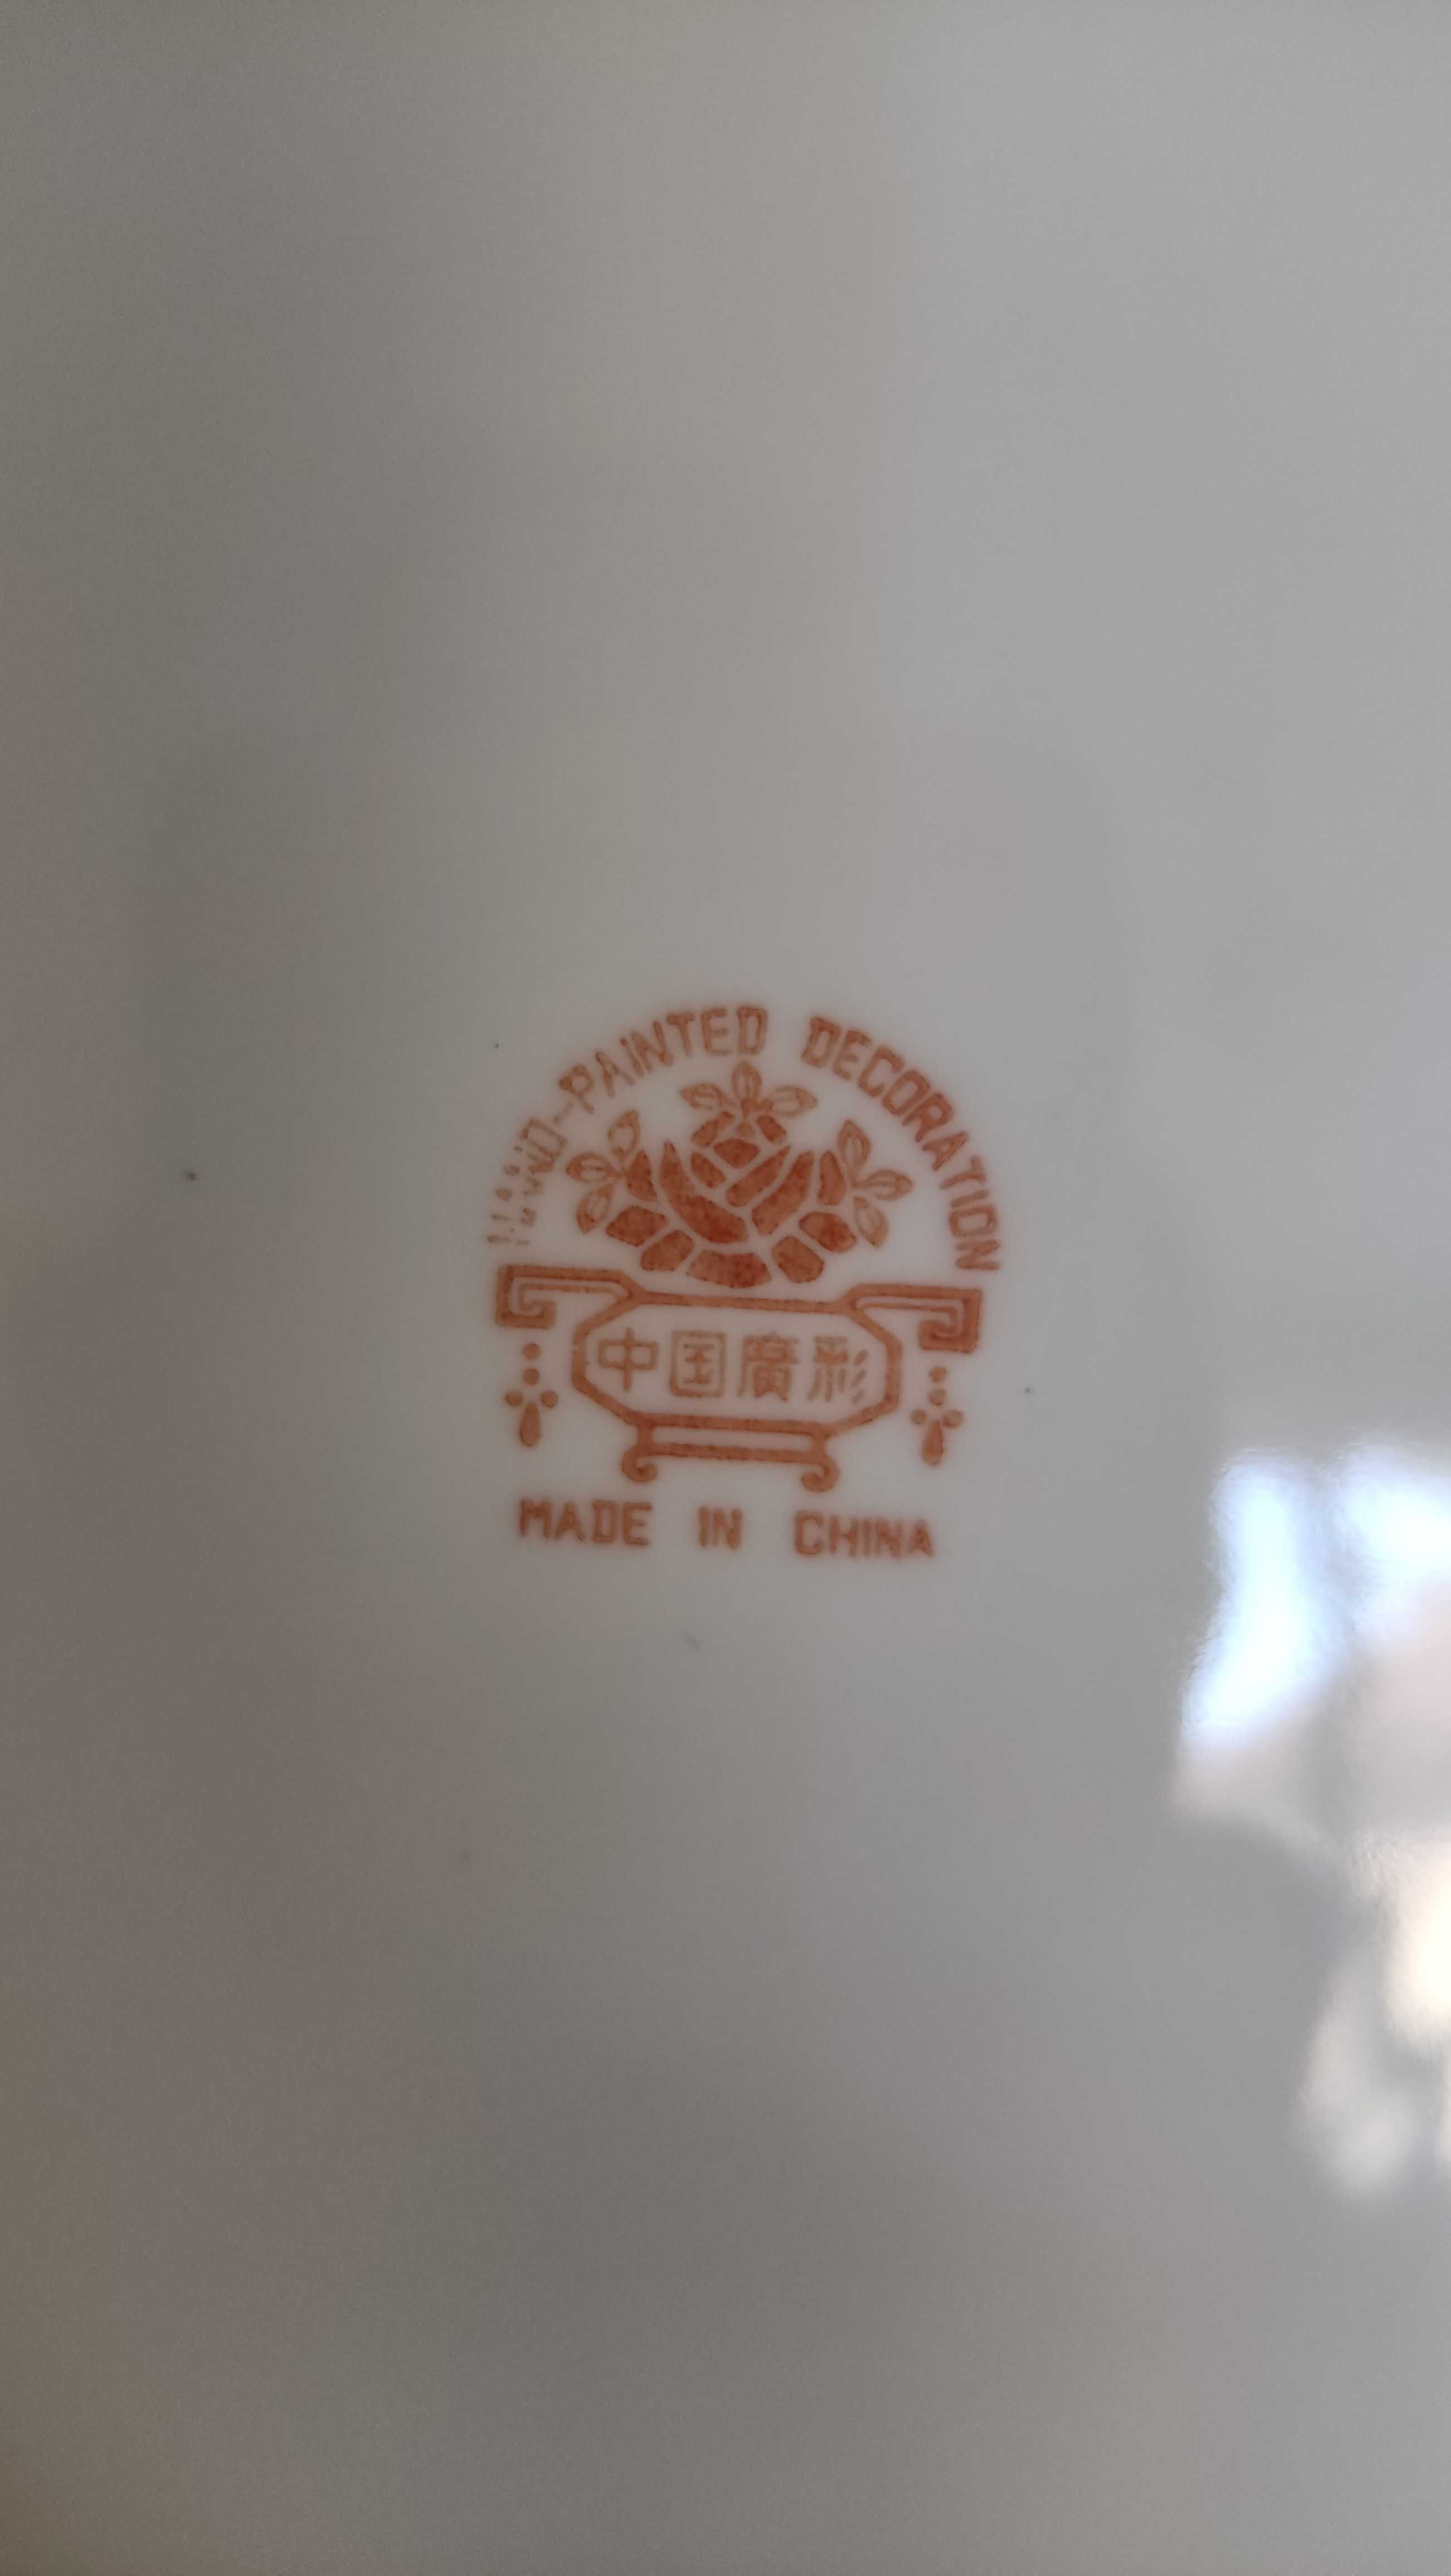 HAND-PAINTED DECORATION
中国廣彩
MADE IN CHINA